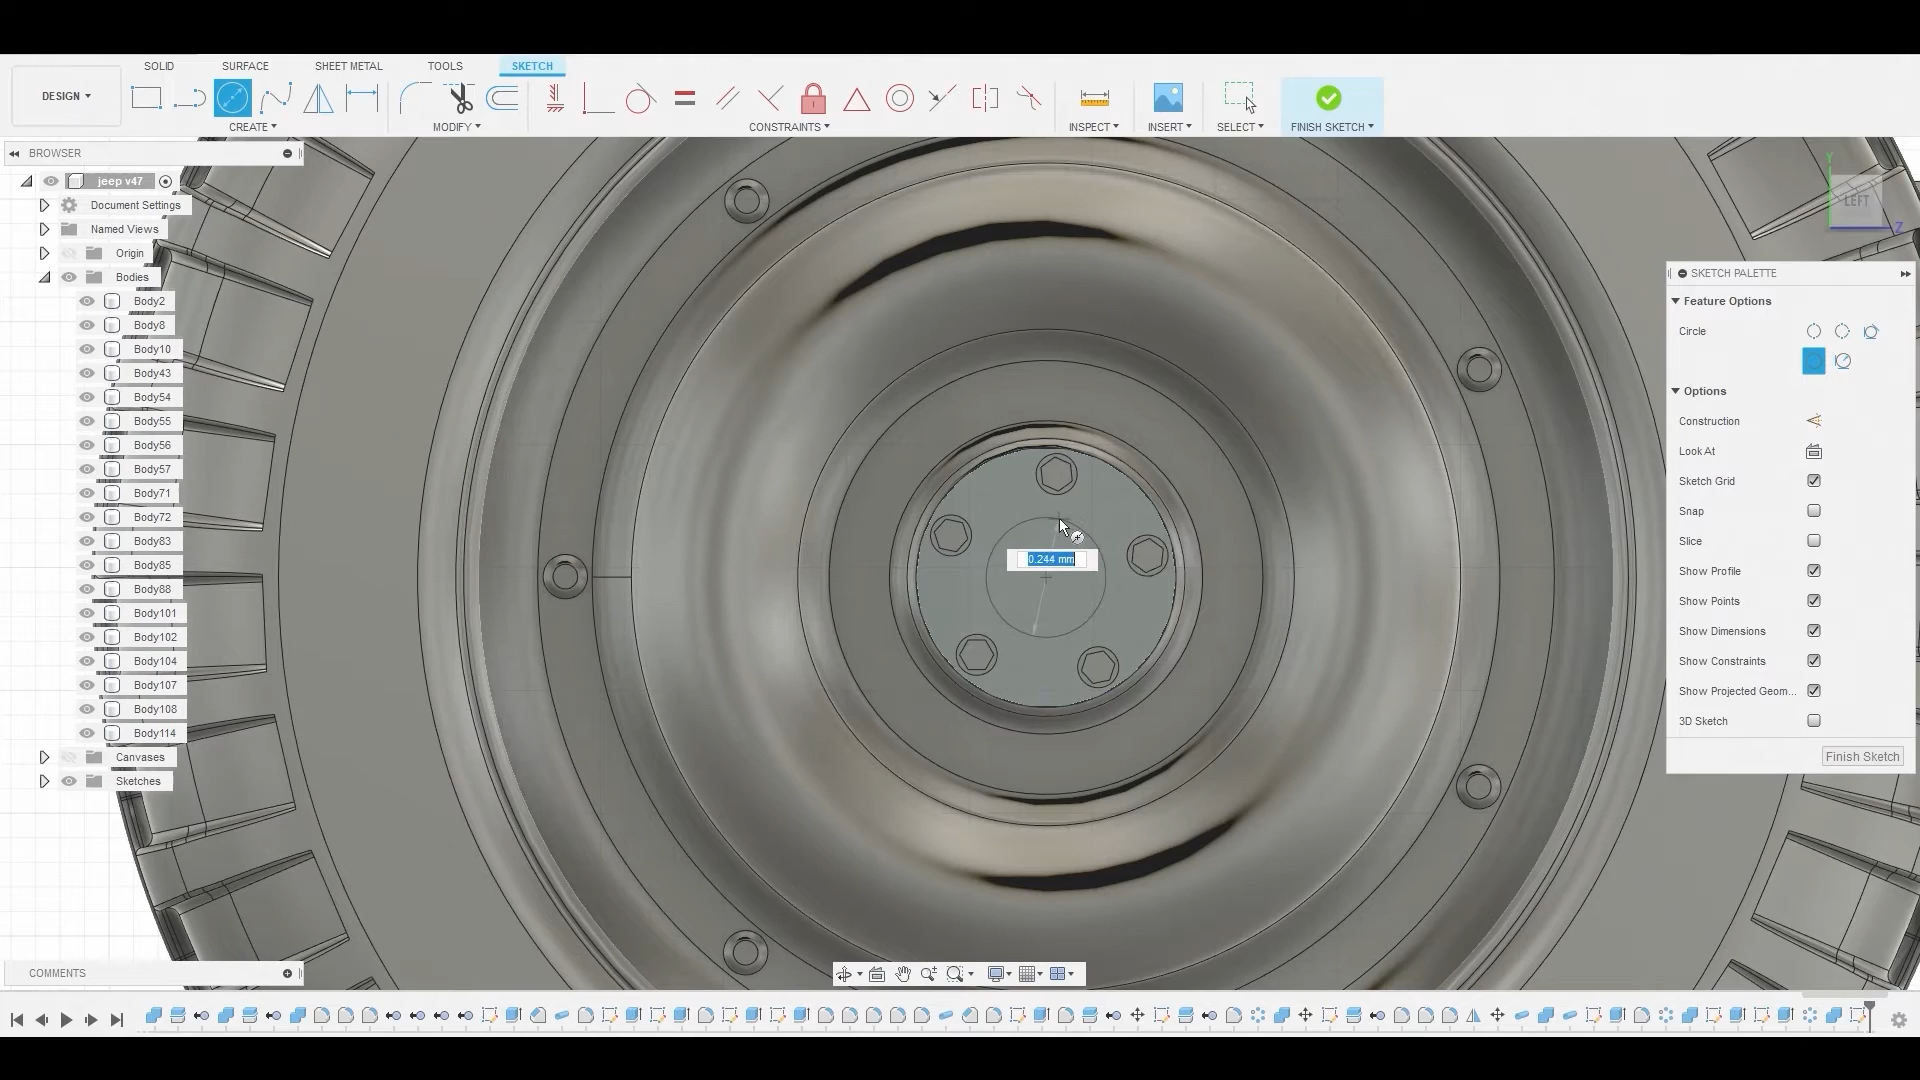 SOLID
SURFACE
SHEET METAL
TOOLS
SKETCH
DESIGN
CREATE
MODIFY
CONSTRAINTS
INSPECT
INSERT
SELECT
FINISH SKETCH
BROWSER
jeep v47
Document Settings
Named Views
Origin
Bodies
Body2
Body8
Body10
Body43
Body54
Body55
Body56
Body57
Body71
Body72
Body83
Body85
Body88
Body101
Body102
Body104
Body107
Body108
Body114
Canvases
Sketches
COMMENTS
0.244 mm
Y
LEFT
Z
SKETCH PALETTE
Feature Options
Circle
Options
Construction
Look At
Sketch Grid
Snap
Slice
Show Profile
Show Points
Show Dimensions
Show Constraints
Show Projected Geom...
3D Sketch
Finish Sketch